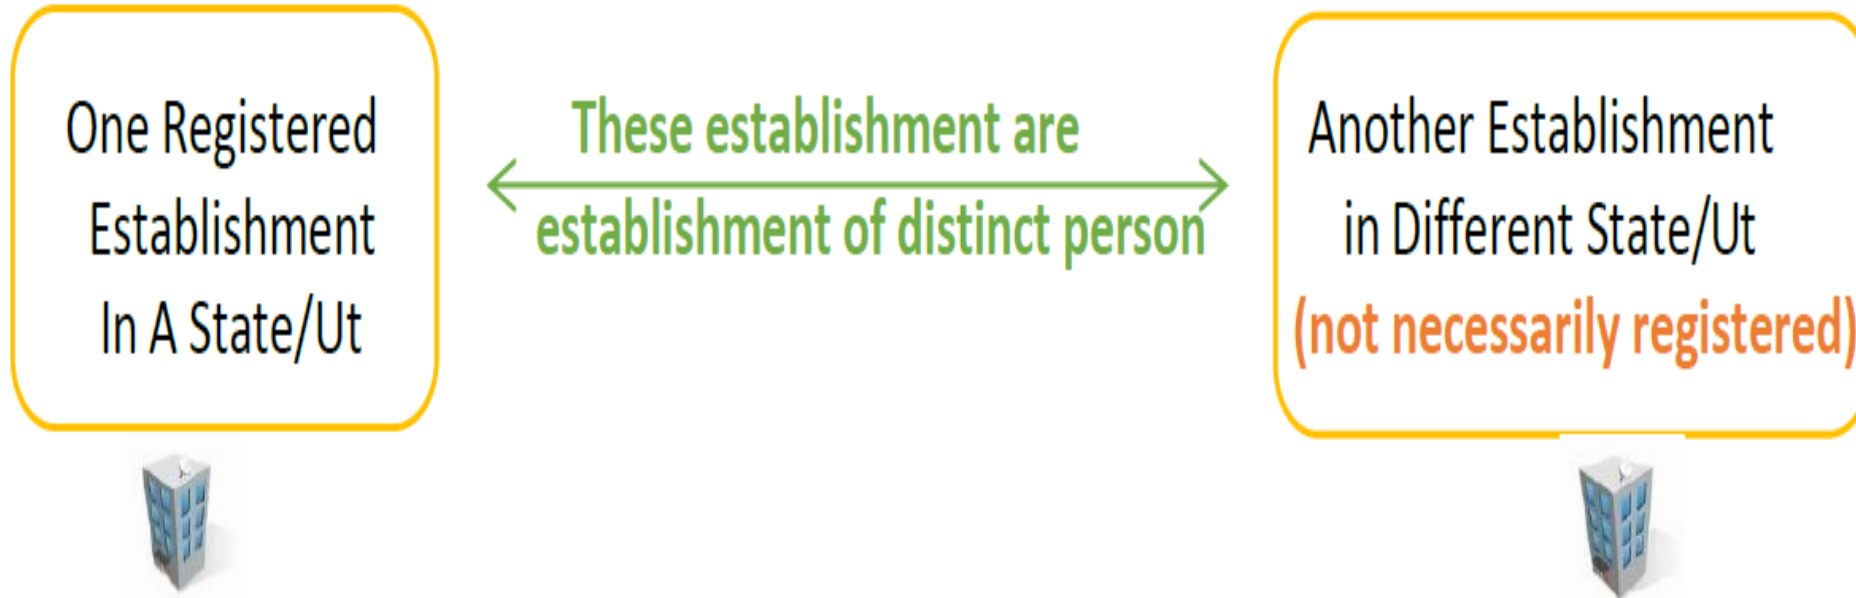 One Registered
Establishment
In A State/Ut
These establishment are
establishment of distinct person
Another Establishment
in Different State/Ut
(not necessarily registered)